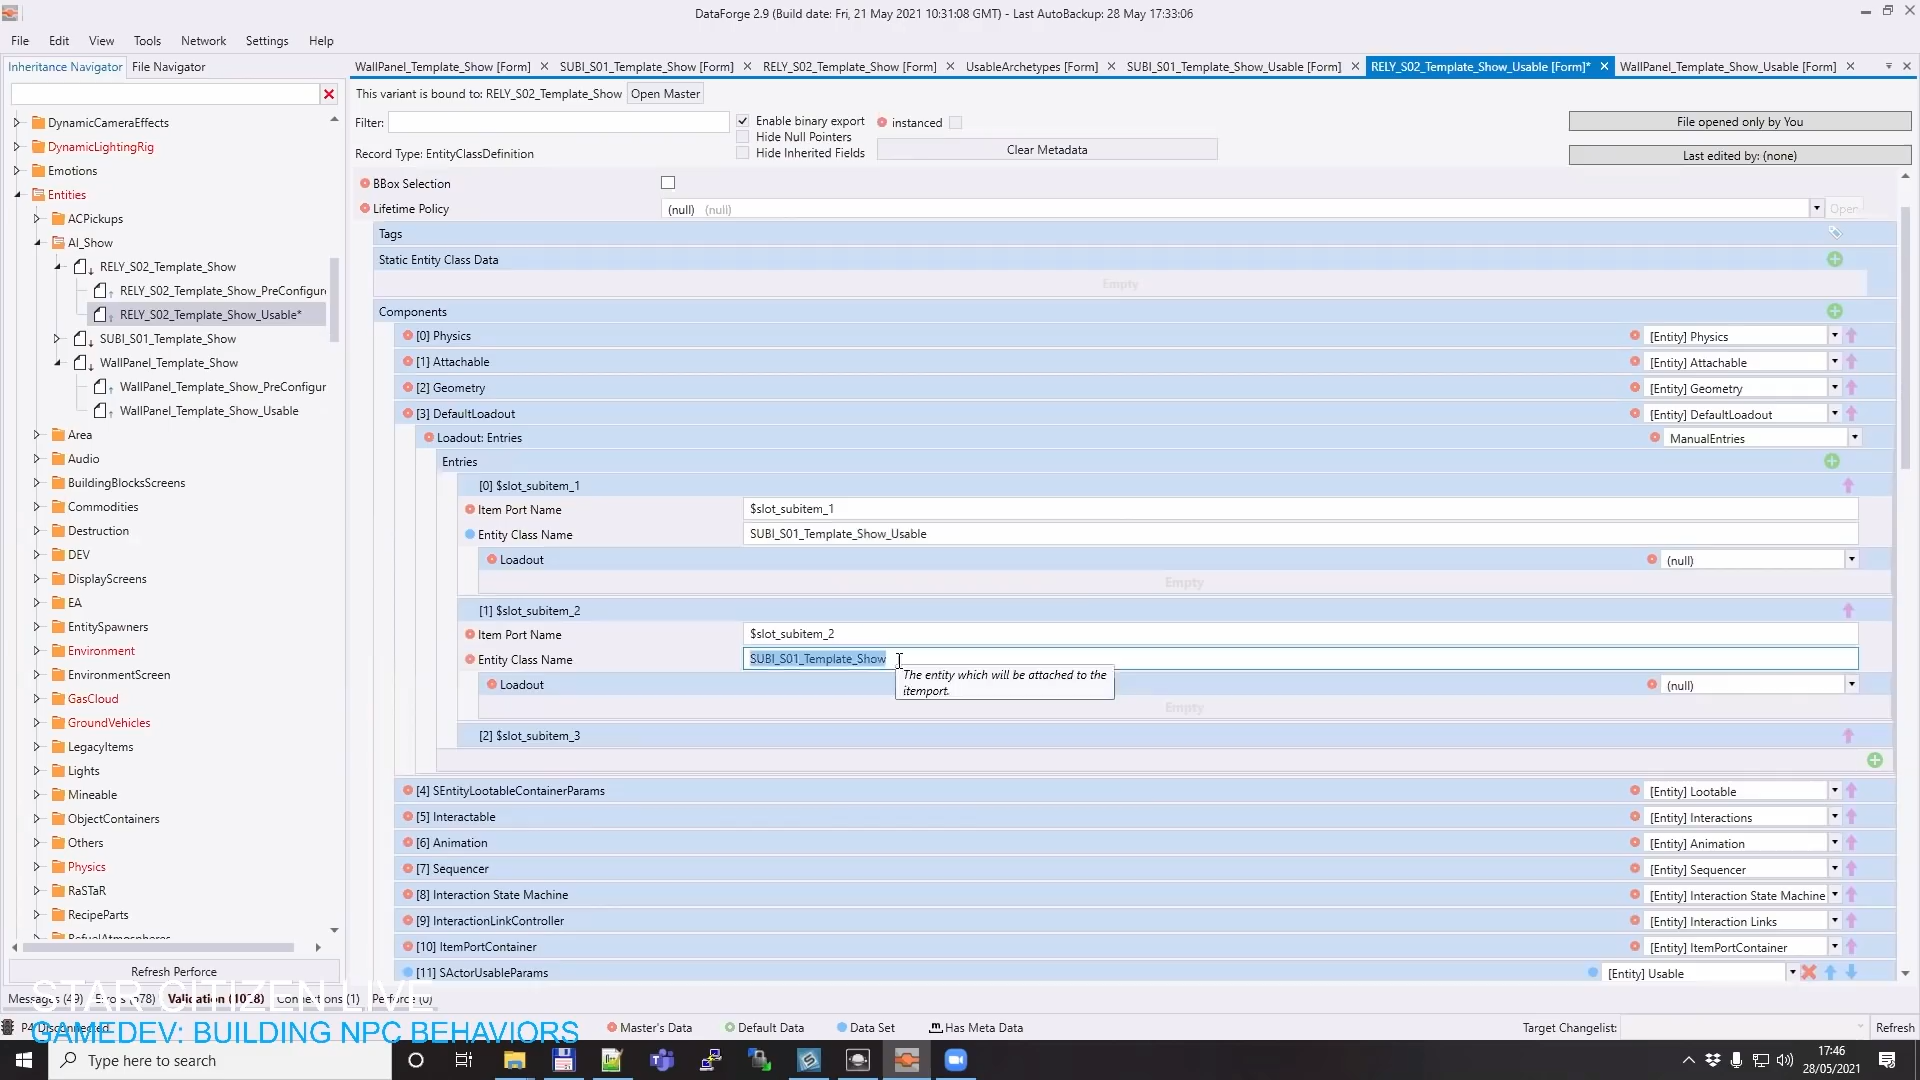 DataForge 2.9 (Build date: Fri, 21 May 2021 10:31:08 GMT) - Last AutoBackup: 28 May 17:33:06
File Edit View Tools Network Settings Help
Inheritance Navigator File Navigator
WallPanel_Template_Show [Form] SUBI_S01_Template_Show [Form] RELY_S02_Template_Show [Form] UsableArchetypes [Form] SUBI_S01_Template_Show_Usable [Form] RELY_S02_Template_Show_Usable [Form]* WallPanel_Template_Show_Usable [Form]
This variant is bound to: RELY_S02_Template_Show Open Master
Filter: Enable binary export instanced File opened only by You
Hide Null Pointers
Record Type: EntityClassDefinition Hide Inherited Fields Clear Metadata Last edited by: (none)
DynamicCameraEffects
DynamicLightingRig
Emotions
Entities
ACPickups
AI_Show
RELY_S02_Template_Show
RELY_S02_Template_Show_PreConfigure
RELY_S02_Template_Show_Usable*
SUBI_S01_Template_Show
WallPanel_Template_Show
WallPanel_Template_Show_PreConfigur
WallPanel_Template_Show_Usable
Area
Audio
BuildingBlocksScreens
Commodities
Destruction
DEV
DisplayScreens
EA
EntitySpawners
Environment
EnvironmentScreen
GasCloud
GroundVehicles
LegacyItems
Lights
Mineable
ObjectContainers
Others
Physics
RaSTaR
RecipeParts
RefuelAtmospheres
Refresh Perforce
BBox Selection
Lifetime Policy (null) (null) Open
Tags
Static Entity Class Data
Empty
Components
[0] Physics [Entity] Physics
[1] Attachable [Entity] Attachable
[2] Geometry [Entity] Geometry
[3] DefaultLoadout [Entity] DefaultLoadout
Loadout: Entries ManualEntries
Entries
[0] $slot_subitem_1
Item Port Name $slot_subitem_1
Entity Class Name SUBI_S01_Template_Show_Usable
Loadout (null)
Empty
[1] $slot_subitem_2
Item Port Name $slot_subitem_2
Entity Class Name SUBI_S01_Template_Show
The entity which will be attached to the
itemport.
Loadout (null)
Empty
[2] $slot_subitem_3
[4] SEntityLootableContainerParams [Entity] Lootable
[5] Interactable [Entity] Interactions
[6] Animation [Entity] Animation
[7] Sequencer [Entity] Sequencer
[8] Interaction State Machine [Entity] Interaction State Machine
[9] InteractionLinkController [Entity] Interaction Links
[10] ItemPortContainer [Entity] ItemPortContainer
[11] SActorUsableParams [Entity] Usable
Messages (49) Errors (578) Validation Connections (1) Perforce (0)
STAR CITIZEN LIVE
P4 Disconnected
GAMEDEV: BUILDING NPC BEHAVIORS
Master's Data Default Data Data Set Has Meta Data Target Changelist: Refresh
Type here to search
17:46
28/05/2021